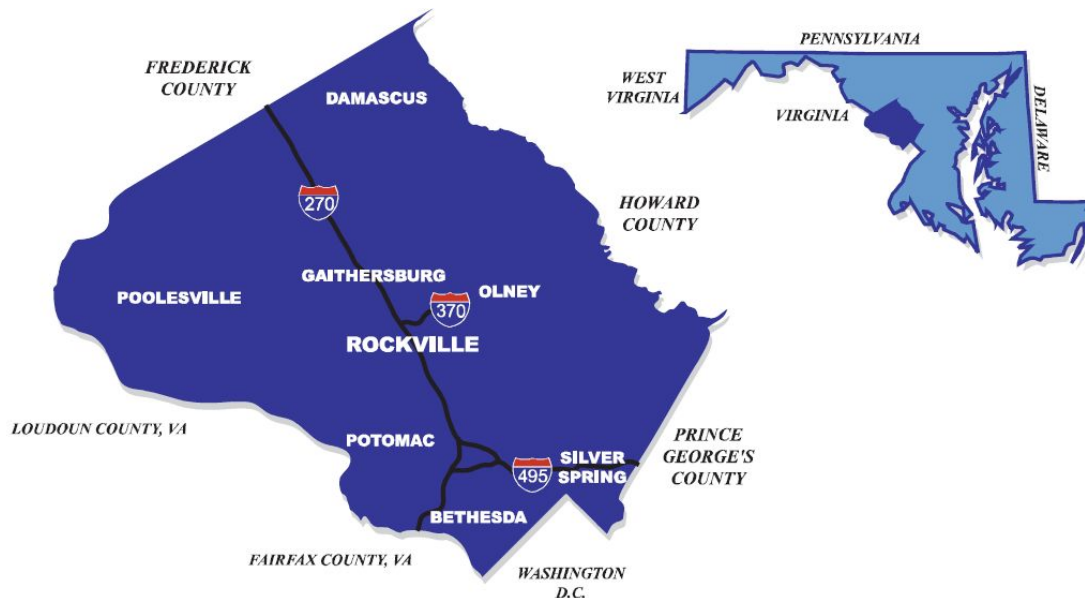 FREDERICK
COUNTY
DAMASCUS
270
HOWARD
COUNTY
GAITHERSBURG
OLNEY
370
POOLESVILLE
ROCKVILLE
LOUDOUN COUNTY, VA
POTOMAC
PRINCE
GEORGE'S
COUNTY
SILVER
SPRING
495
BETHESDA
FAIRFAX COUNTY, VA
WASHINGTON
D.C.
PENNSYLVANIA
WEST
VIRGINIA
VIRGINIA
DELAWARE